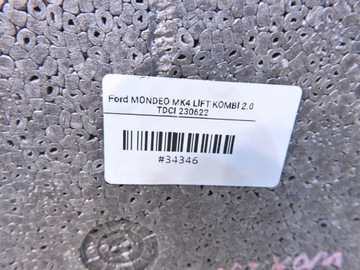 Ford MONDEO MK4 LIFT KOMBI 2.0
TDCI 230622
#34346